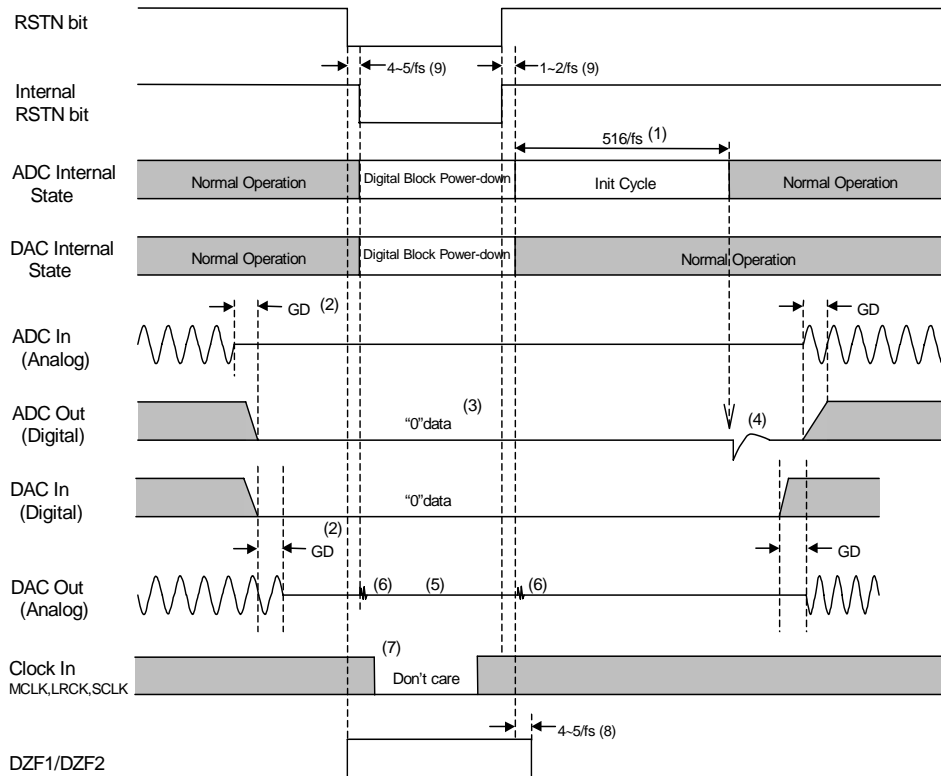 RSTN bit
4~5/fs (9)
1~2/fs (9)
Internal
RSTN bit
516/fs (1)
ADC Internal
State
Normal Operation
Digital Block Power-down
Init Cycle
Normal Operation
DAC Internal
State
Normal Operation
Digital Block Power-down
Normal Operation
GD (2)
GD
ADC In
(Analog)
ADC Out
(Digital)
“0”data
(3)
(4)
DAC In
(Digital)
“0”data
(2)
GD
GD
DAC Out
(Analog)
(6)
(5)
(6)
(7)
Clock In
MCLK,LRCK,SCLK
Don’t care
4~5/fs (8)
DZF1/DZF2